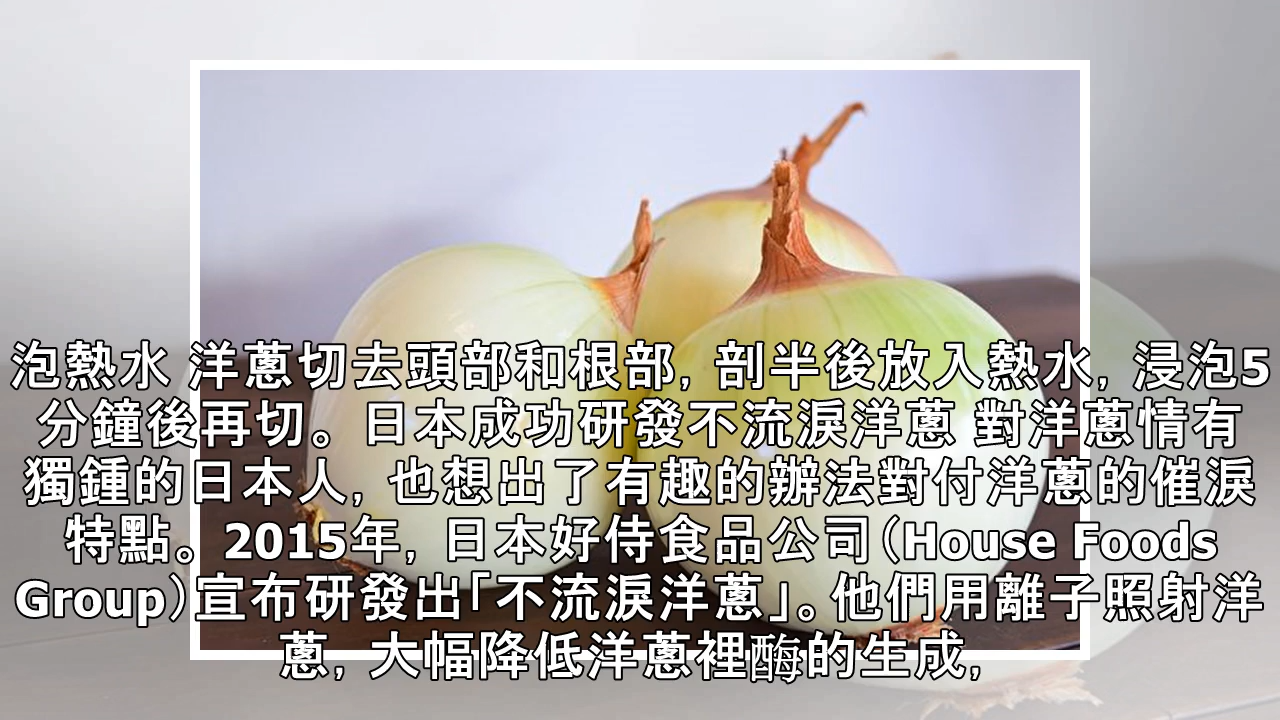 泡熱水 洋蔥切去頭部和根部，剖半後放入熱水，浸泡5
分鐘後再切。日本成功研發不流淚洋蔥 對洋蔥情有
獨鍾的日本人，也想出了有趣的辦法對付洋蔥的催淚
特點。2015年，日本好侍食品公司（House Foods
Group）宣布研發出「不流淚洋蔥」。他們用離子照射洋
蔥，大幅降低洋蔥裡酶的生成，